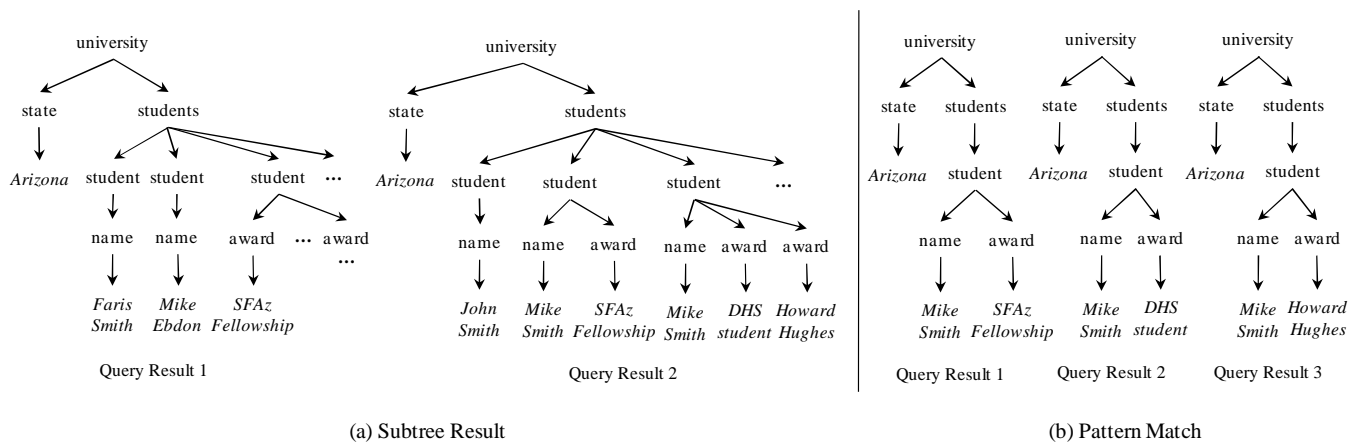 university
state students
Arizona student student student ...
name name award ... award
...
Faris Smith Mike Ebdon SFAz Fellowship
Query Result 1
university
state students
Arizona student student student ...
name name award name award award
John Smith Mike Smith SFAz Fellowship Mike Smith DHS student Howard Hughes
Query Result 2
(a) Subtree Result
university
state students
Arizona student
name award
Mike Smith SFAz Fellowship
Query Result 1
university
state students
Arizona student
name award
Mike Smith DHS student
Query Result 2
university
state students
Arizona student
name award
Mike Smith Howard Hughes
Query Result 3
(b) Pattern Match